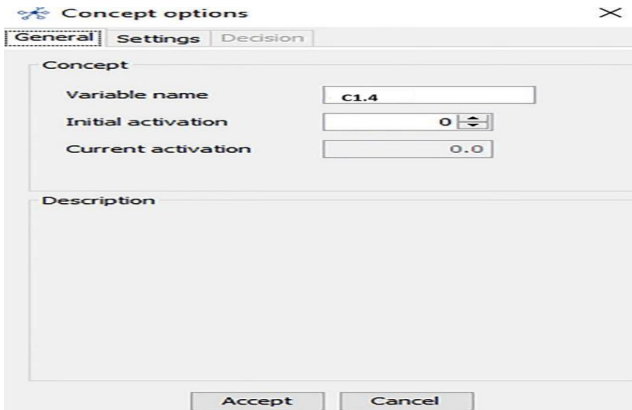 Concept options
General Settings Decision
Concept
Variable name C1.4
Initial activation 0
Current activation 0.0
Description
Accept Cancel